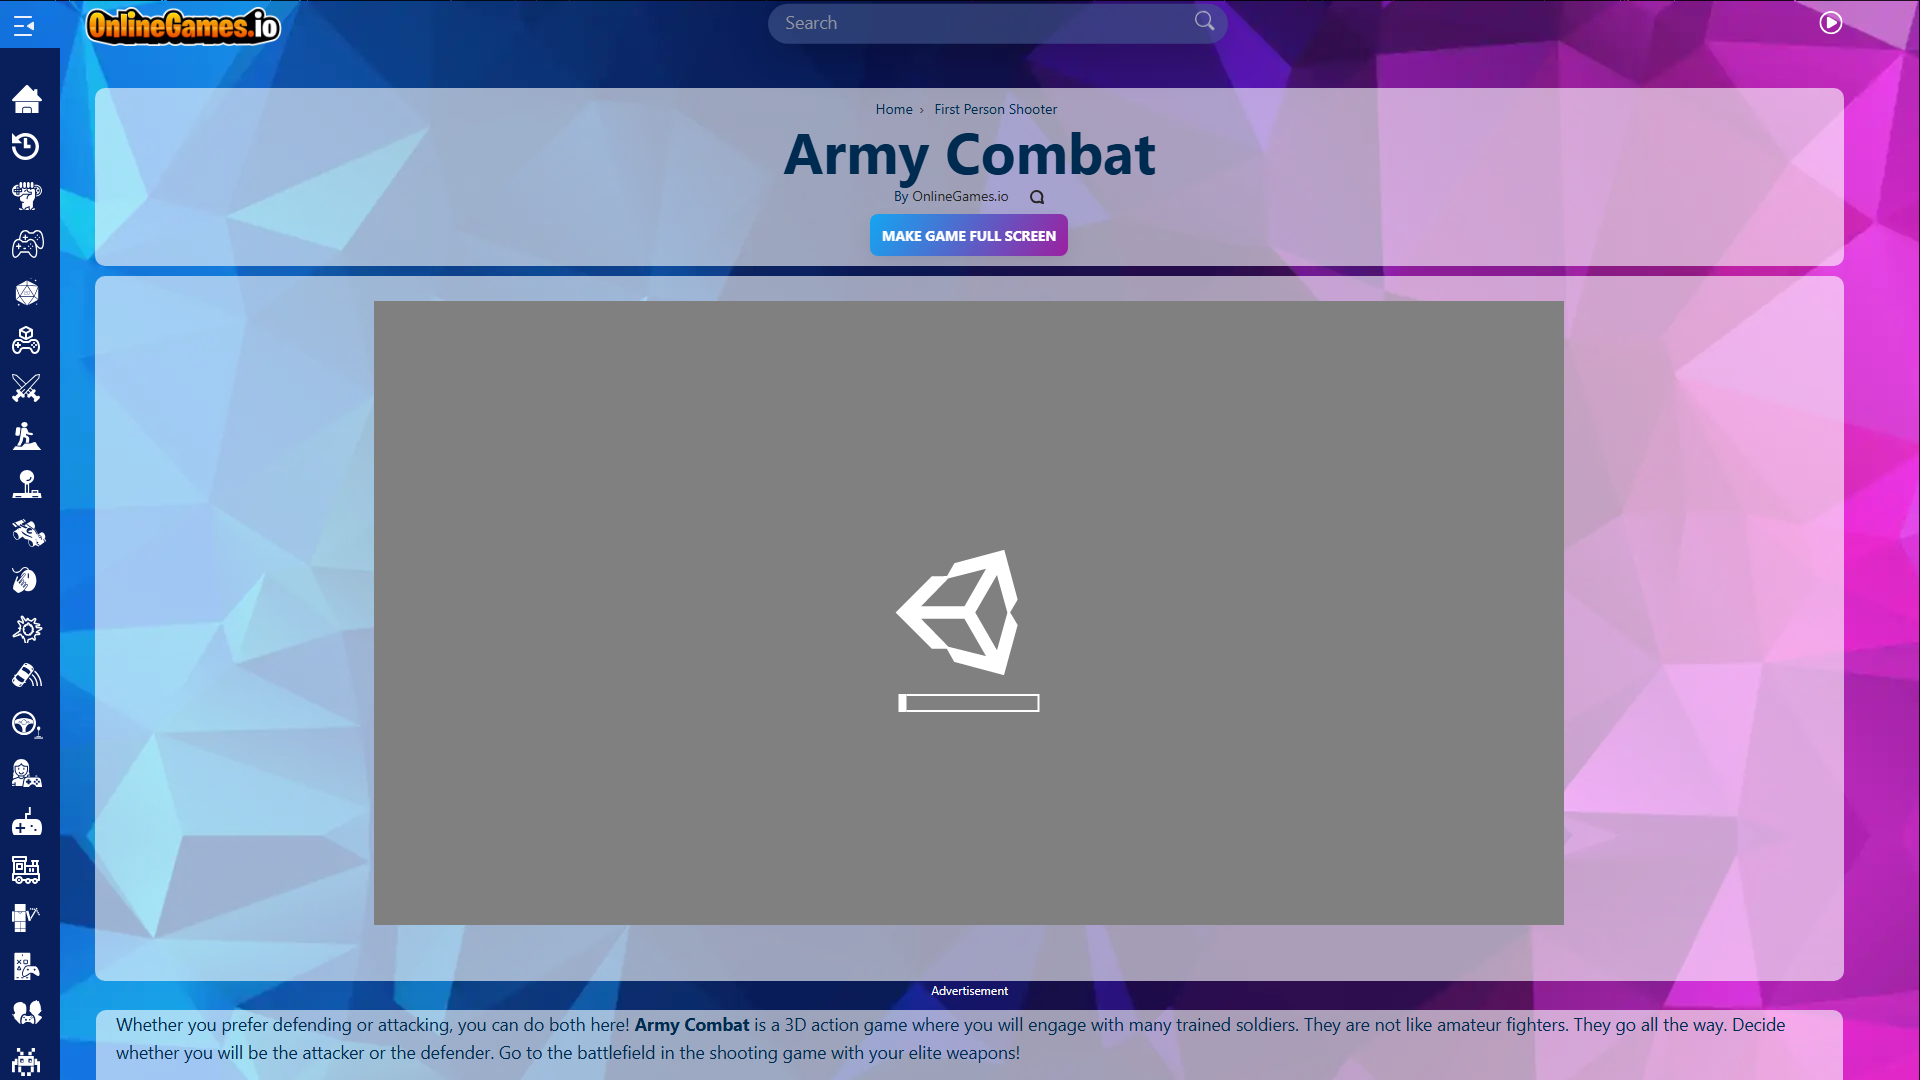 OnlineGames.io
Search
Home › First Person Shooter
Army Combat
By OnlineGames.io
MAKE GAME FULL SCREEN
Advertisement
Whether you prefer defending or attacking, you can do both here! Army Combat is a 3D action game where you will engage with many trained soldiers. They are not like amateur fighters. They go all the way. Decide
whether you will be the attacker or the defender. Go to the battlefield in the shooting game with your elite weapons!